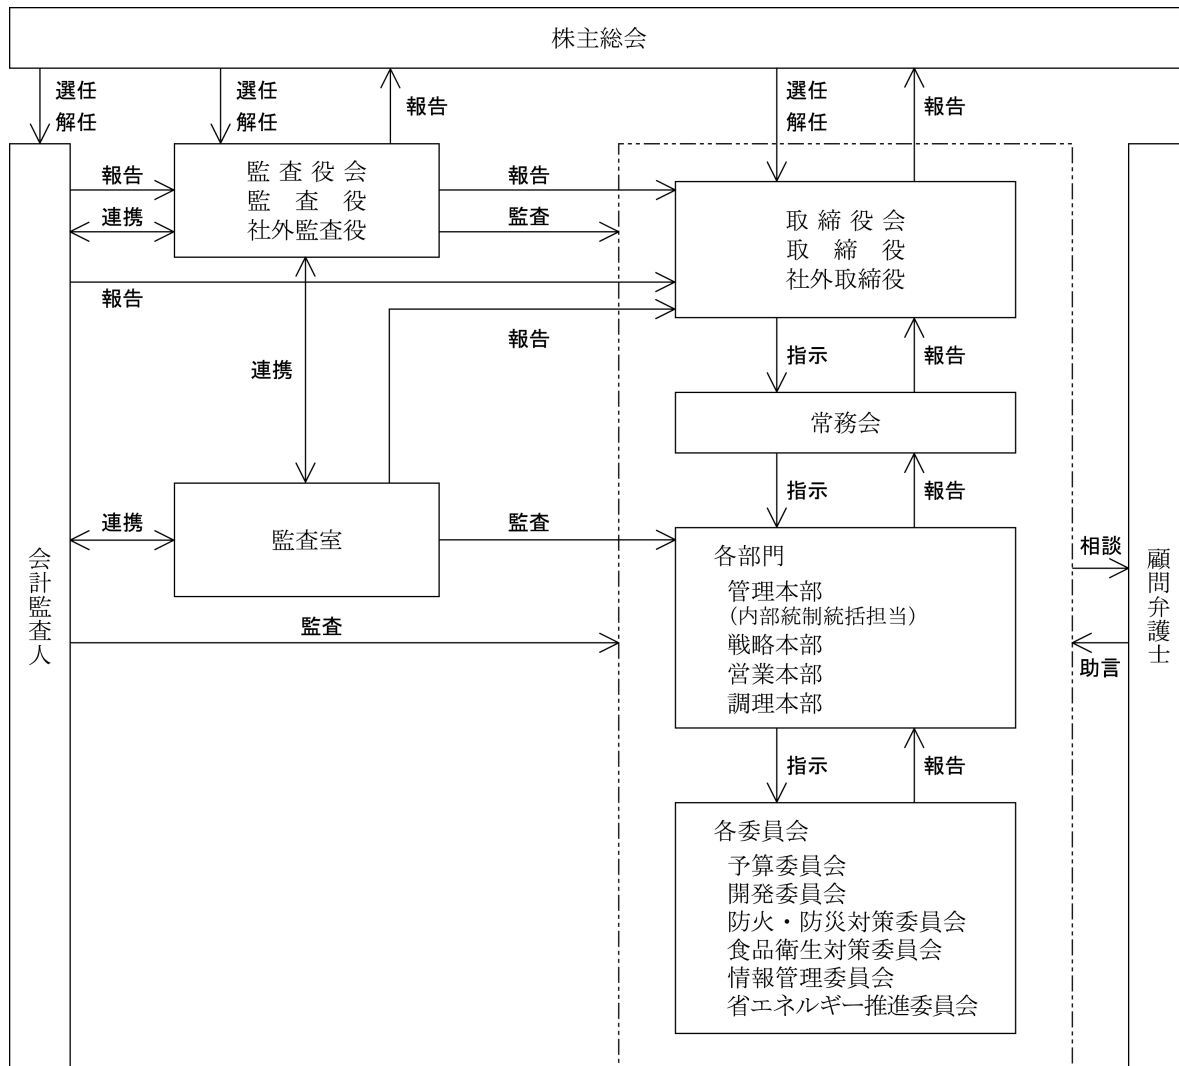 株主総会
選任
解任
選任
解任
報告
選任
解任
報告
報告
連携
監査役会
監査役
社外監査役
報告
監査
取締役会
取締役
社外取締役
報告
報告
連携
指示
報告
常務会
指示
報告
連携
監査室
監査
各部門
管理本部
(内部統制統括担当)
戦略本部
営業本部
調理本部
会計監査人
監査
相談
助言
顧問弁護士
指示
報告
各委員会
予算委員会
開発委員会
防火・防災対策委員会
食品衛生対策委員会
情報管理委員会
省エネルギー推進委員会